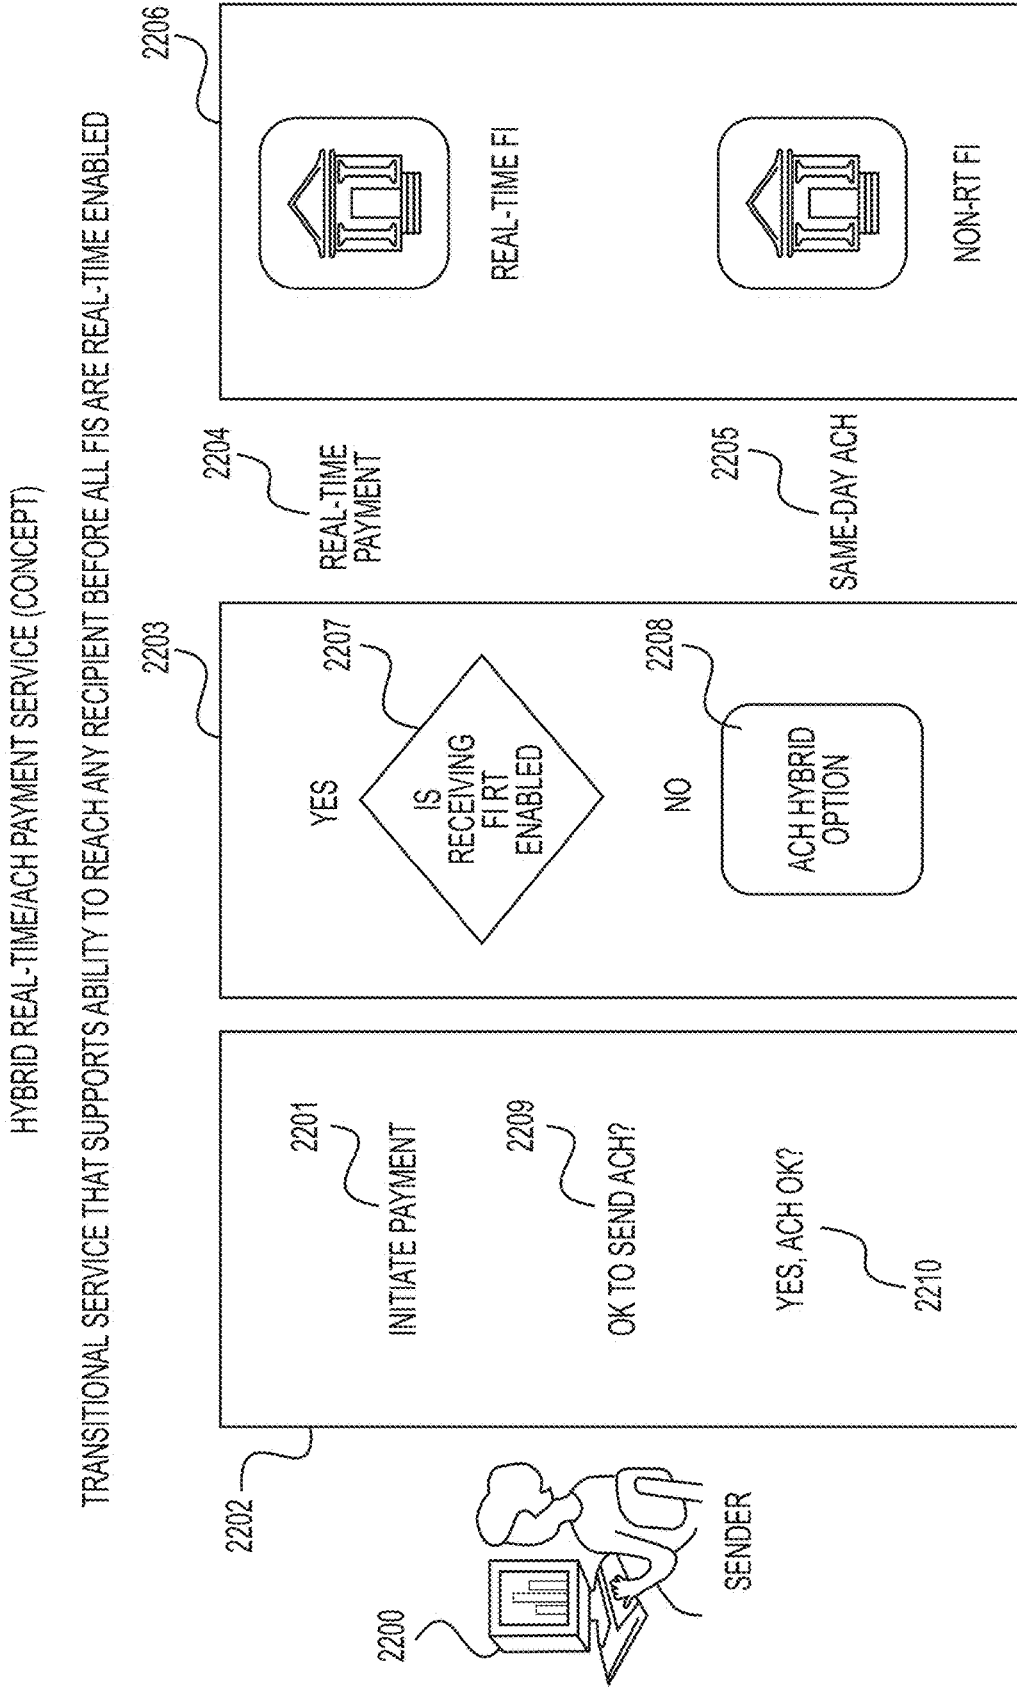 HYBRID REAL-TIME/ACH PAYMENT SERVICE (CONCEPT)
TRANSITIONAL SERVICE THAT SUPPORTS ABILITY TO REACH ANY RECIPIENT BEFORE ALL FIS ARE REAL-TIME ENABLED
2200
SENDER
2202
2201
INITIATE PAYMENT
2209
OK TO SEND ACH?
YES, ACH OK?
2210
2203
YES
2207
IS
RECEIVING
FI RT
ENABLED
NO
2208
ACH HYBRID
OPTION
2204
REAL-TIME
PAYMENT
2205
SAME-DAY ACH
2206
REAL-TIME FI
NON-RT FI